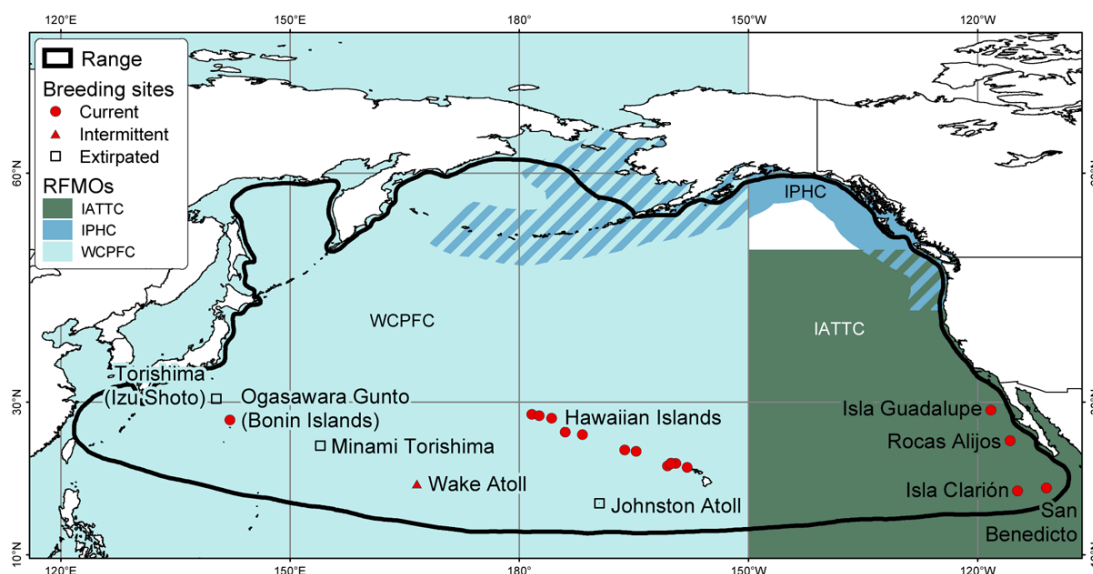 120°E 150°E 180° 150°W 120°W
Range
Breeding sites
Current
Intermittent
Extirpated
RFMOs
IATTC
IPHC
WCPFC
60°N
IPHC
WCPFC
IATTC
Torishima
(Izu Shoto)
Ogasawara Gunto
(Bonin Islands)
30°N
Hawaiian Islands
Isla Guadalupe
Minami Torishima
Rocas Alijos
Wake Atoll
Isla Clarión
Johnston Atoll
San
Benedicto
10°N
120°E 150°E 180° 150°W 120°W